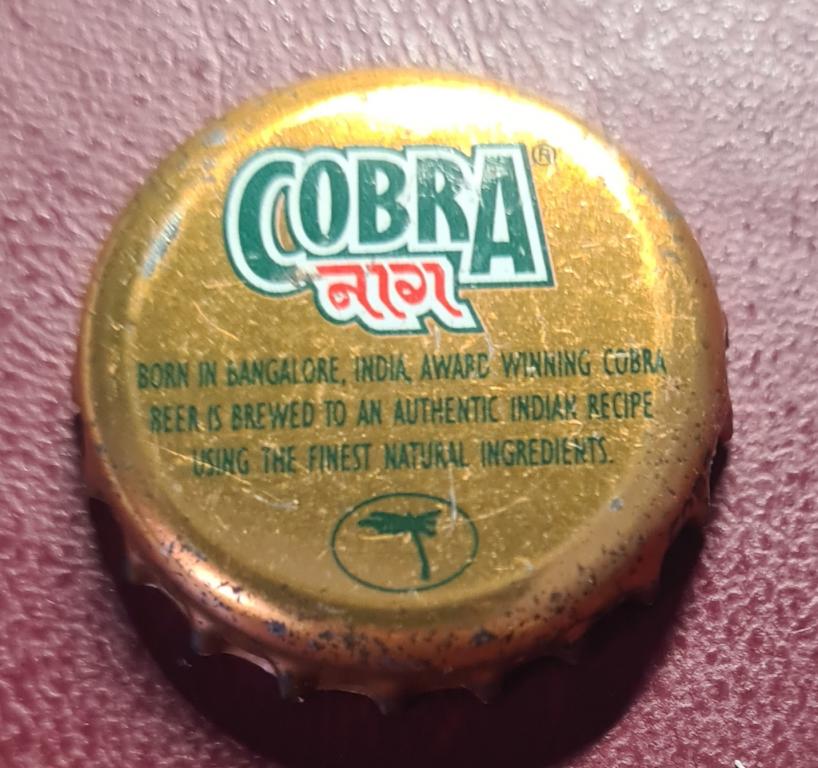 COBRA®
नाग
BORN IN BANGALORE, INDIA, AWARD WINNING COBRA
BEER IS BREWED TO AN AUTHENTIC INDIAN RECIPE
USING THE FINEST NATURAL INGREDIENTS.